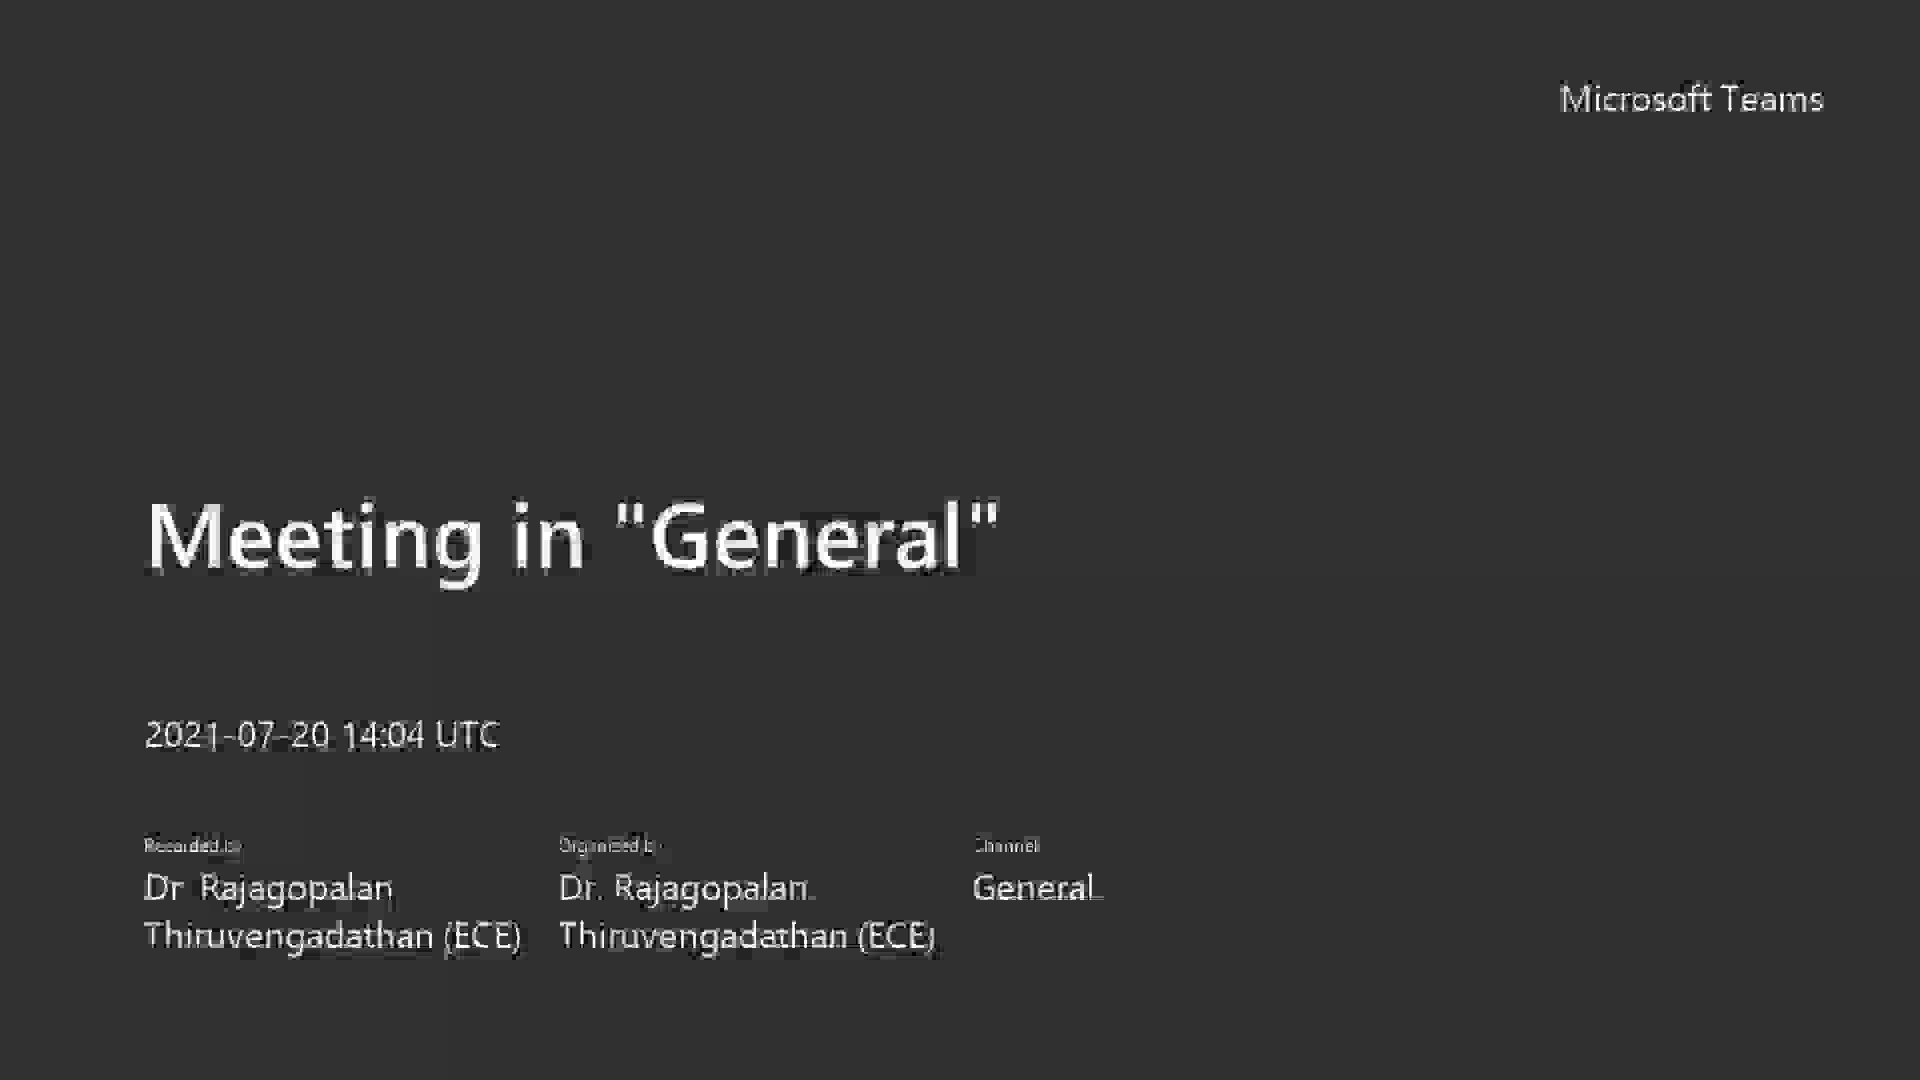 Microsoft Teams
Meeting in "General"
2021-07-20 14:04 UTC
Recorded by
Organized by
Channel
Dr. Rajagopalan
Thiruvengadathan (ECE)
Dr. Rajagopalan
Thiruvengadathan (ECE)
General